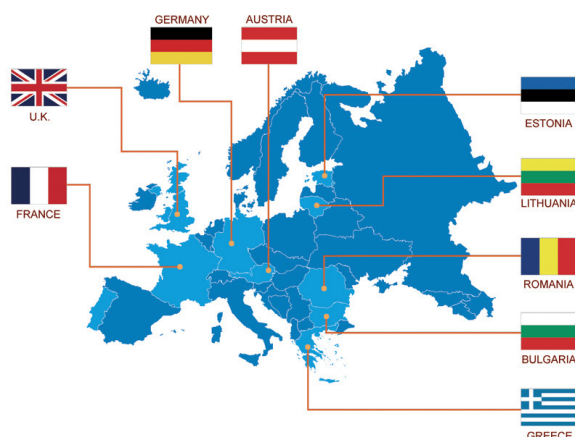 GERMANY
AUSTRIA
U.K.
FRANCE
ESTONIA
LITHUANIA
ROMANIA
BULGARIA
GREECE